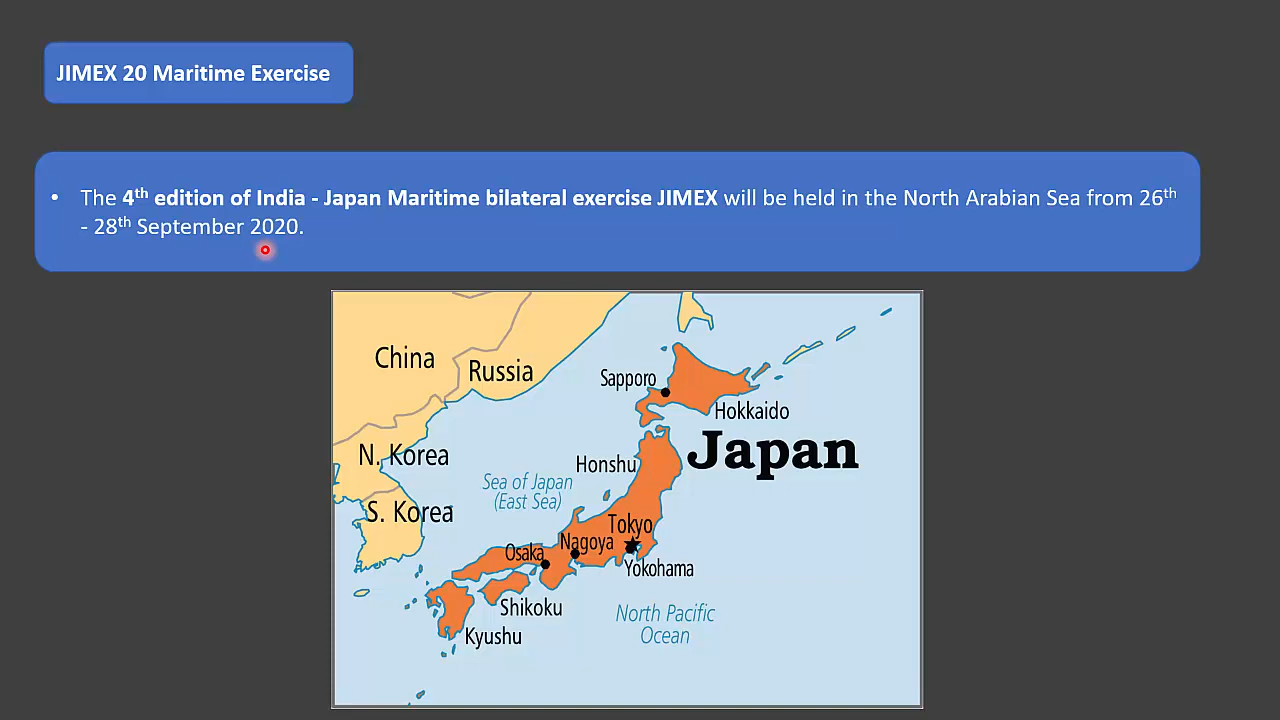 JIMEX 20 Maritime Exercise
• The 4th edition of India - Japan Maritime bilateral exercise JIMEX will be held in the North Arabian Sea from 26th
- 28th September 2020.
China
Russia
Sapporo
Hokkaido
Japan
N. Korea
Honshu
Sea of Japan
(East Sea)
S. Korea
Tokyo
Nagoya
Osaka
Yokohama
Shikoku
North Pacific
Ocean
Kyushu